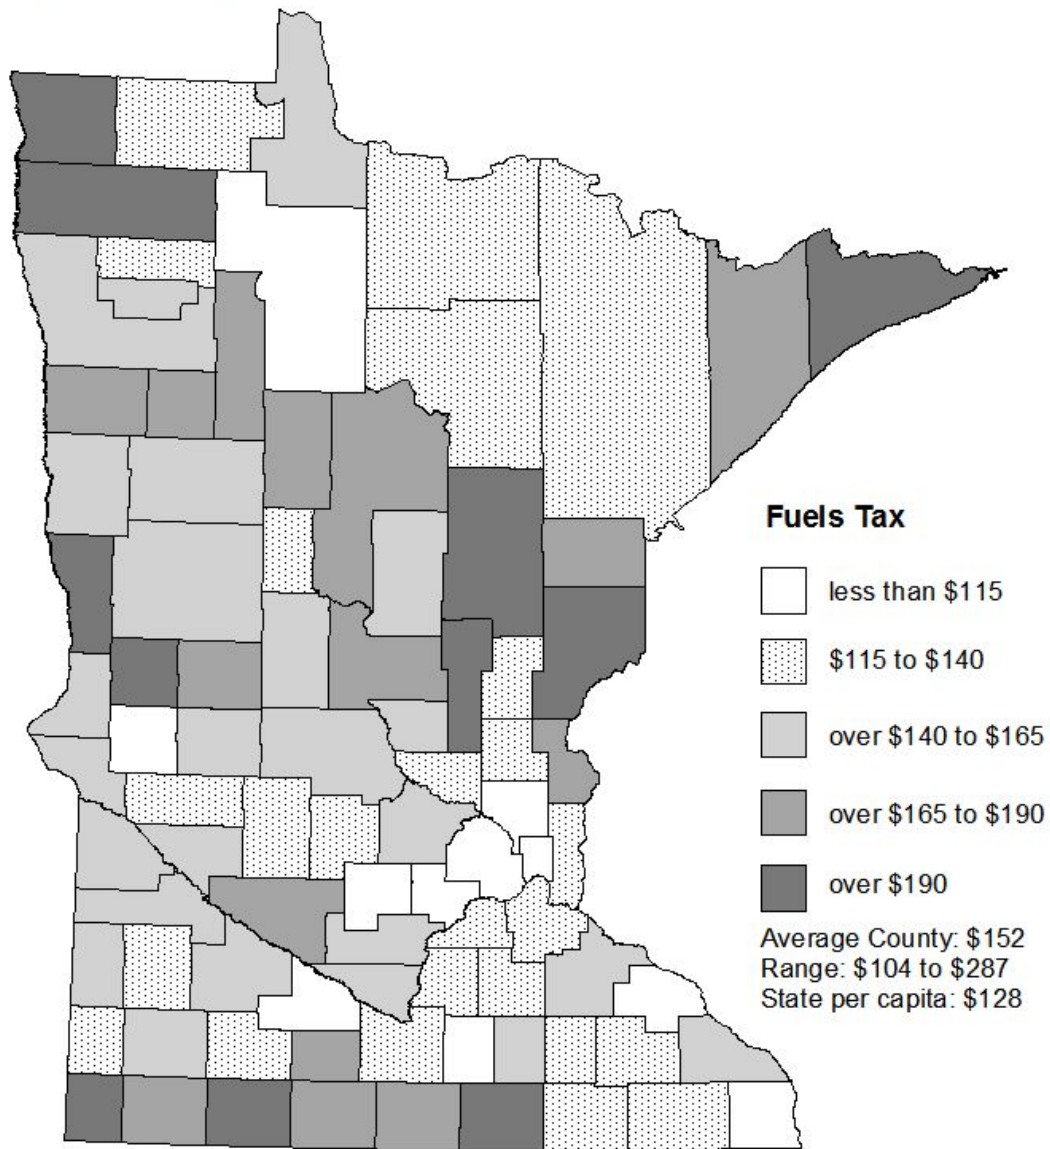 Fuels Tax
less than $115
$115 to $140
over $140 to $165
over $165 to $190
over $190
Average County: $152
Range: $104 to $287
State per capita: $128